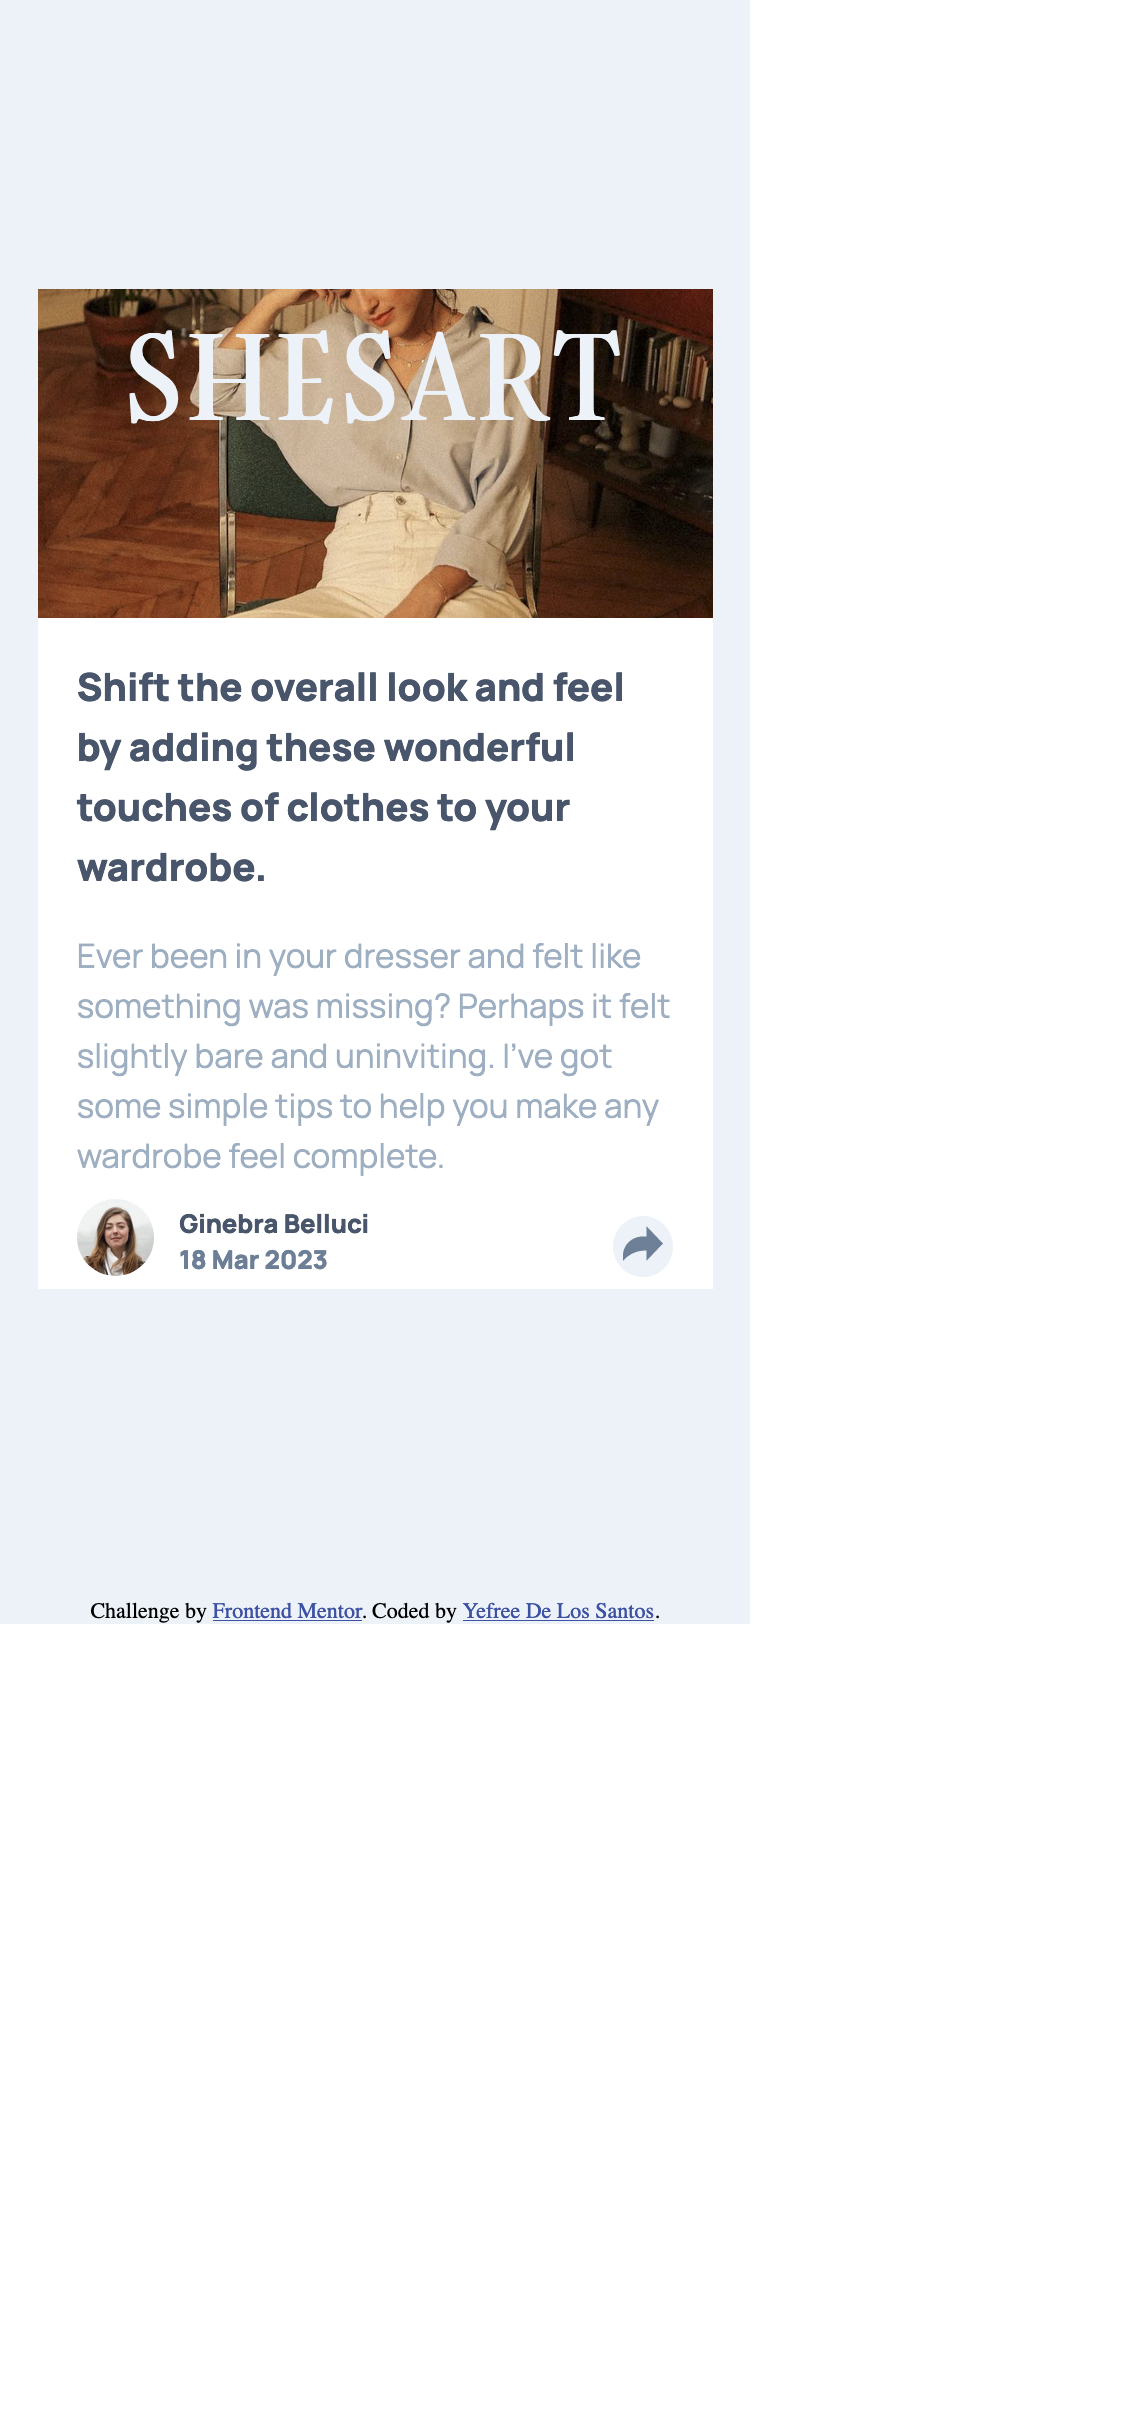 SHESART
Shift the overall look and feel
by adding these wonderful
touches of clothes to your
wardrobe.
Ever been in your dresser and felt like
something was missing? Perhaps it felt
slightly bare and uninviting. I’ve got
some simple tips to help you make any
wardrobe feel complete.
Ginebra Belluci
18 Mar 2023
Challenge by Frontend Mentor. Coded by Yefree De Los Santos.